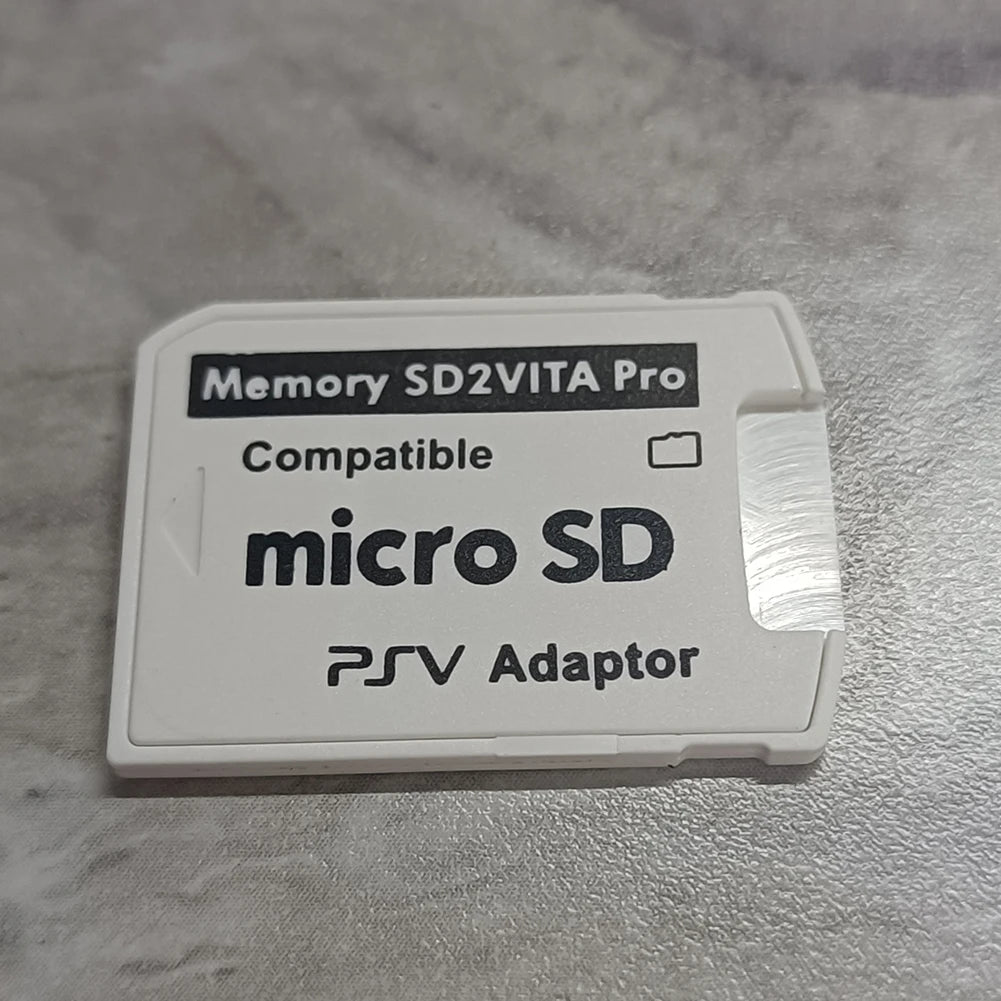 Memory SD2VITA Pro
Compatible
micro SD
PSV Adaptor